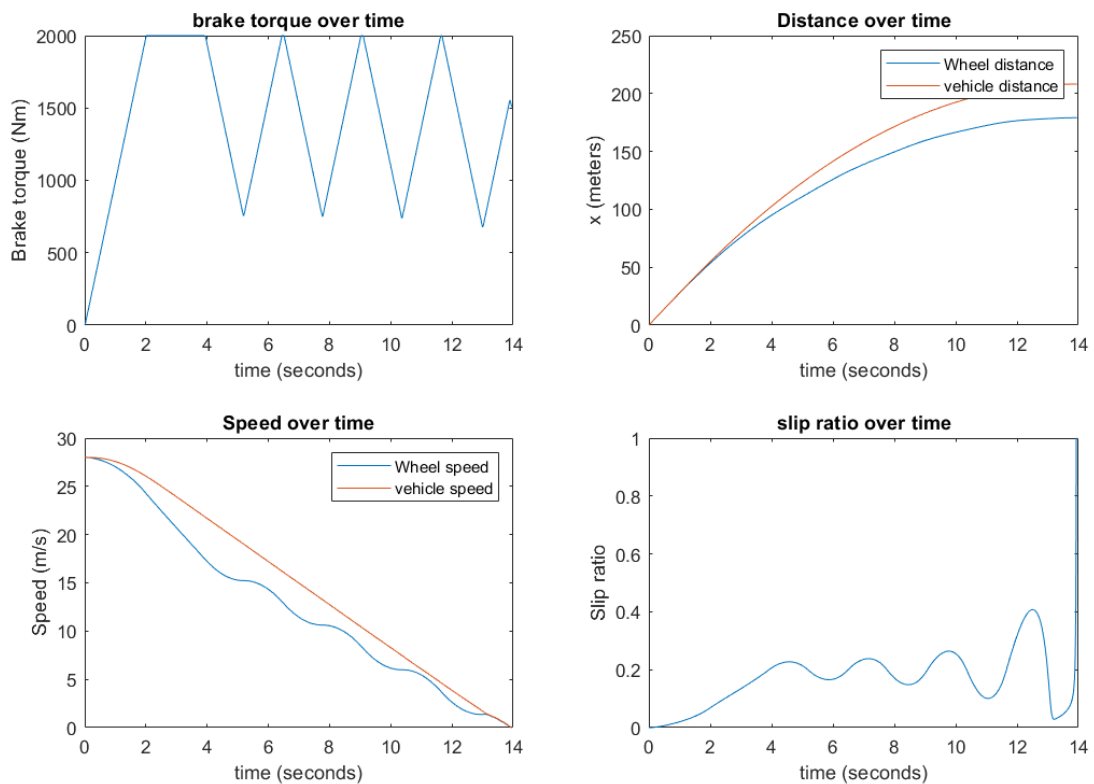 brake torque over time
2000
1500
1000
500
0
Brake torque (Nm)
0 2 4 6 8 10 12 14
time (seconds)
Distance over time
250
200
150
100
50
0
x (meters)
Wheel distance
vehicle distance
0 2 4 6 8 10 12 14
time (seconds)
Speed over time
30
25
20
15
10
5
0
Speed (m/s)
Wheel speed
vehicle speed
0 2 4 6 8 10 12 14
time (seconds)
slip ratio over time
1
0.8
0.6
0.4
0.2
0
Slip ratio
0 2 4 6 8 10 12 14
time (seconds)